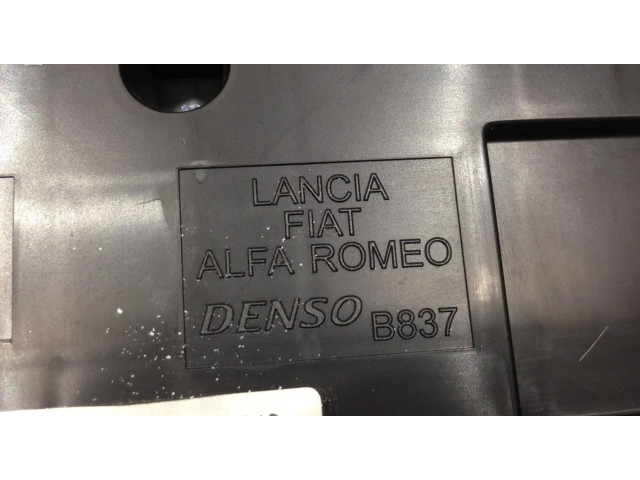 LANCIA
FIAT
ALFA ROMEO
DENSO B837